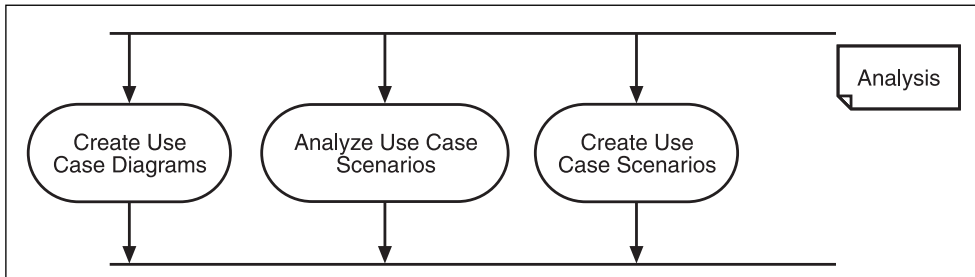 Create Use
Case Diagrams
Analyze Use Case
Scenarios
Create Use
Case Scenarios
Analysis